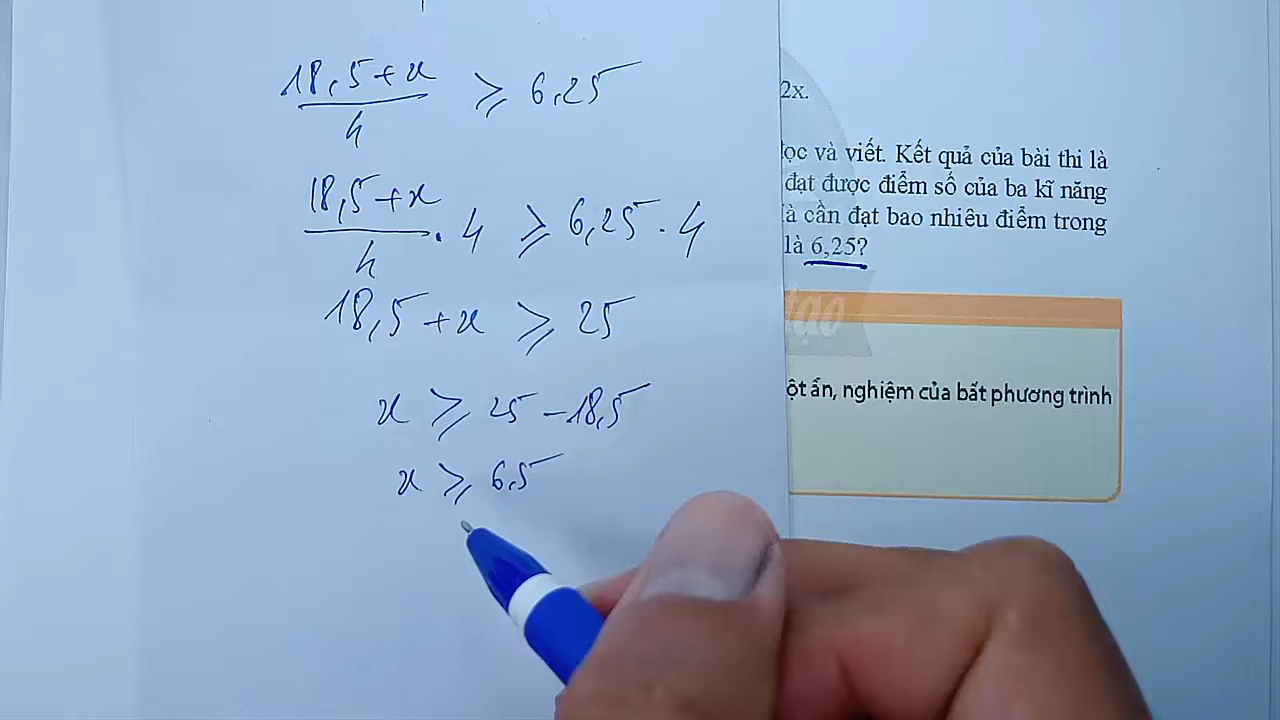 18,5+x / 4 ≥ 6,25
18,5+x / 4 . 4 ≥ 6,25 . 4
18,5 + x ≥ 25
x ≥ 25 - 18,5
x ≥ 6,5
2x.
ọc và viết. Kết quả của bài thi là
đạt được điểm số của ba kĩ năng
à cần đạt bao nhiêu điểm trong
là 6,25?
tạo
ột ẩn, nghiệm của bất phương trình